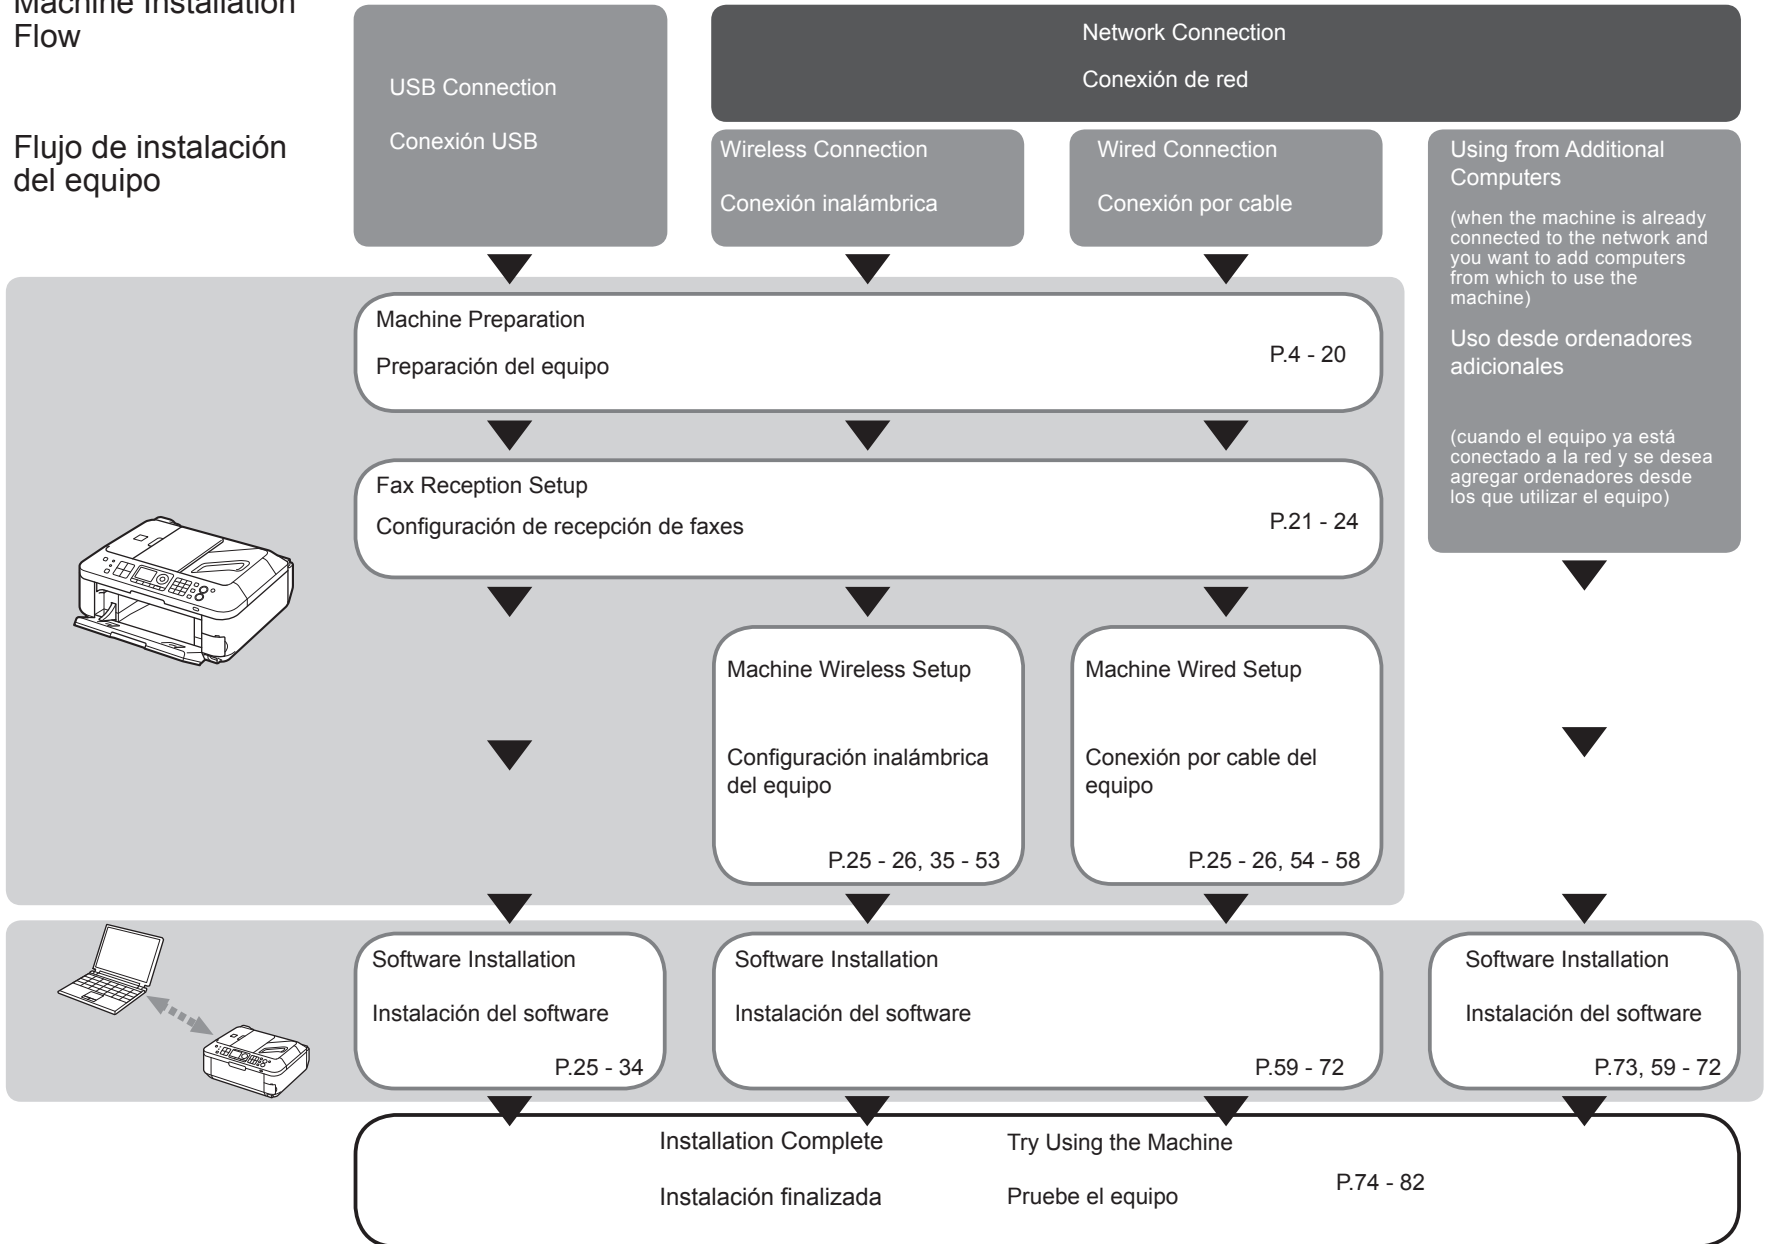 Machine Installation
Flow
Flujo de instalación
del equipo
USB Connection
Conexión USB
Network Connection
Conexión de red
Wireless Connection
Conexión inalámbrica
Wired Connection
Conexión por cable
Using from Additional
Computers
(when the machine is already
connected to the network and
you want to add computers
from which to use the
machine)
Uso desde ordenadores
adicionales
(cuando el equipo ya está
conectado a la red y se desea
agregar ordenadores desde
los que utilizar el equipo)
Machine Preparation
Preparación del equipo
P.4 - 20
Fax Reception Setup
Configuración de recepción de faxes
P.21 - 24
Machine Wireless Setup
Configuración inalámbrica
del equipo
P.25 - 26, 35 - 53
Machine Wired Setup
Conexión por cable del
equipo
P.25 - 26, 54 - 58
Software Installation
Instalación del software
P.25 - 34
Software Installation
Instalación del software
P.59 - 72
Software Installation
Instalación del software
P.73, 59 - 72
Installation Complete
Instalación finalizada
Try Using the Machine
Pruebe el equipo
P.74 - 82